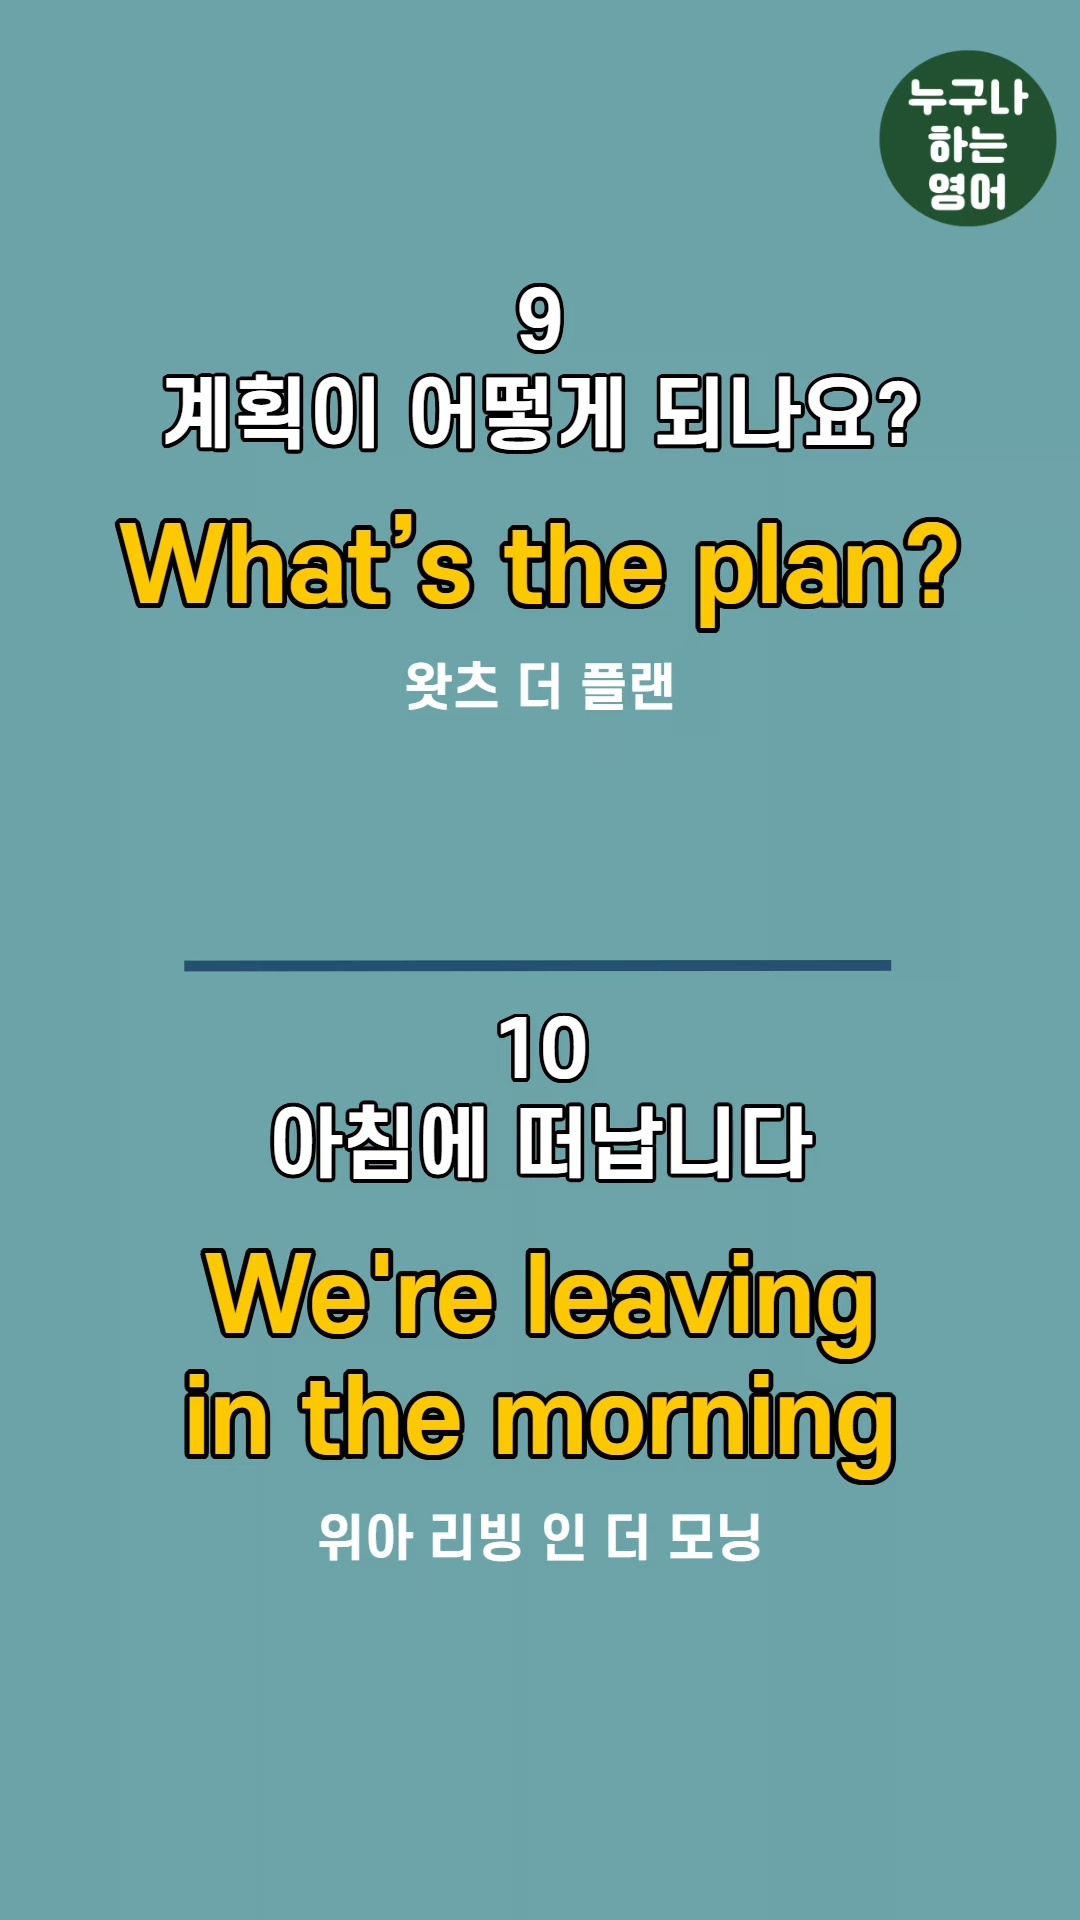 누구나
하는
영어
9
계획이 어떻게 되나요?
What’s the plan?
왓츠 더 플랜
10
아침에 떠납니다
We're leaving
in the morning
위아 리빙 인 더 모닝